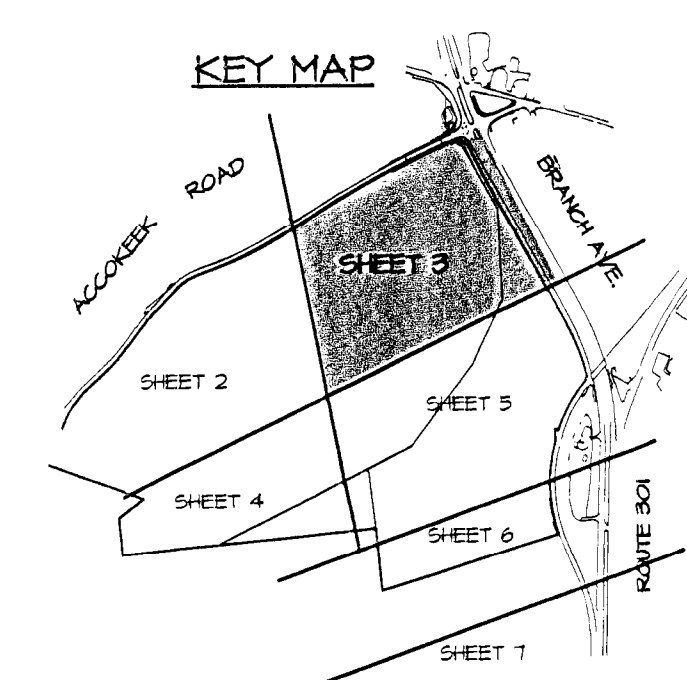 KEY MAP
ACCOKEEK ROAD
BRANCH AVE.
SHEET 3
SHEET 2
SHEET 5
SHEET 4
SHEET 6
ROUTE 301
SHEET 7